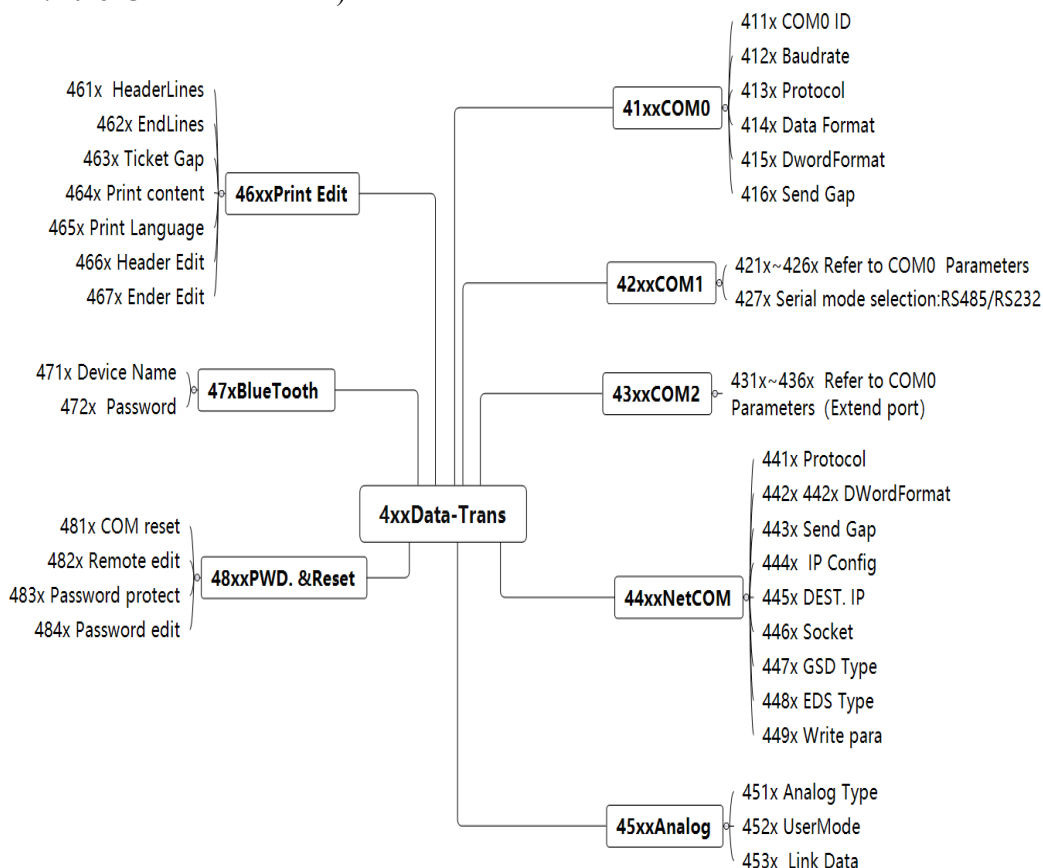 411x COM0 ID
412x Baudrate
413x Protocol
414x Data Format
415x DwordFormat
416x Send Gap
41xxCOM0
461x HeaderLines
462x EndLines
463x Ticket Gap
464x Print content
465x Print Language
466x Header Edit
467x Ender Edit
46xxPrint Edit
421x~426x Refer to COM0 Parameters
427x Serial mode selection:RS485/RS232
42xxCOM1
471x Device Name
472x Password
47xBlueTooth
431x~436x Refer to COM0
Parameters (Extend port)
43xxCOM2
4xxData-Trans
441x Protocol
442x 442x DWordFormat
443x Send Gap
444x IP Config
445x DEST. IP
446x Socket
447x GSD Type
448x EDS Type
449x Write para
44xxNetCOM
481x COM reset
482x Remote edit
483x Password protect
484x Password edit
48xxPWD. &Reset
451x Analog Type
452x UserMode
453x Link Data
45xxAnalog